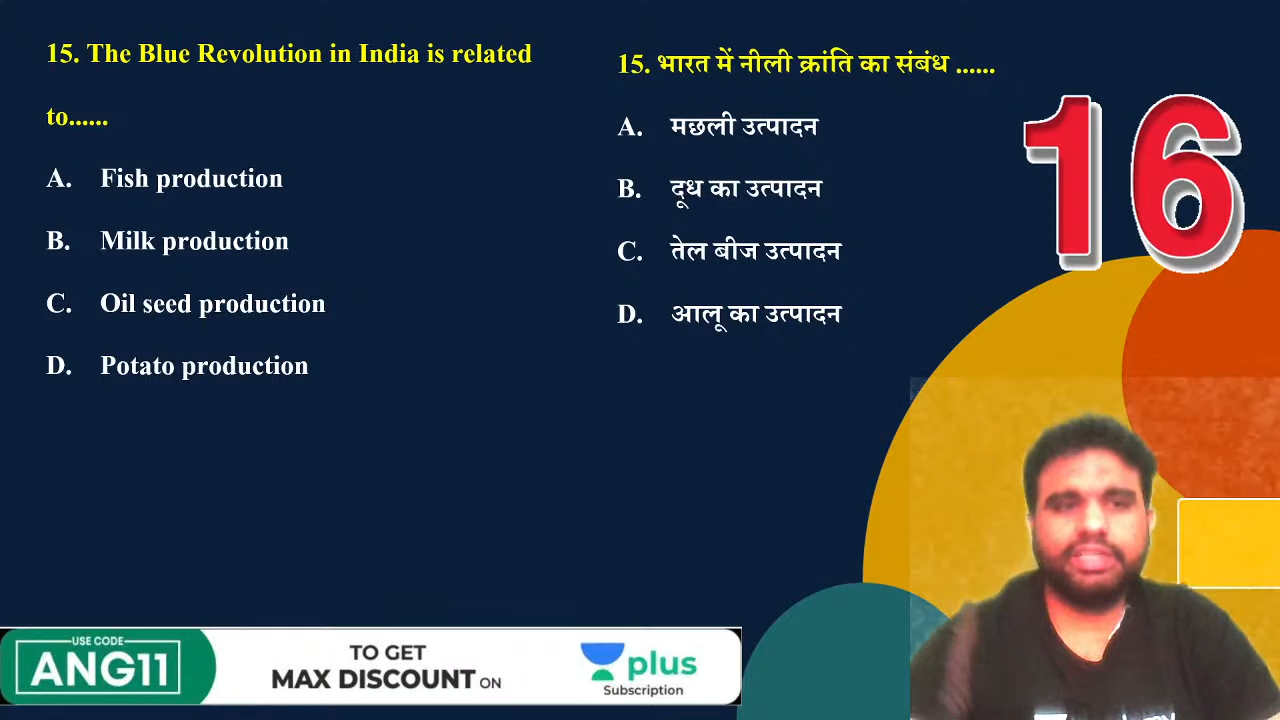 15. The Blue Revolution in India is related
to......
A. Fish production
B. Milk production
C. Oil seed production
D. Potato production
15. भारत में नीली क्रांति का संबंध ......
A. मछली उत्पादन
B. दूध का उत्पादन
C. तेल बीज उत्पादन
D. आलू का उत्पादन
16
USE CODE
ANG11
TO GET
MAX DISCOUNT ON
plus
Subscription